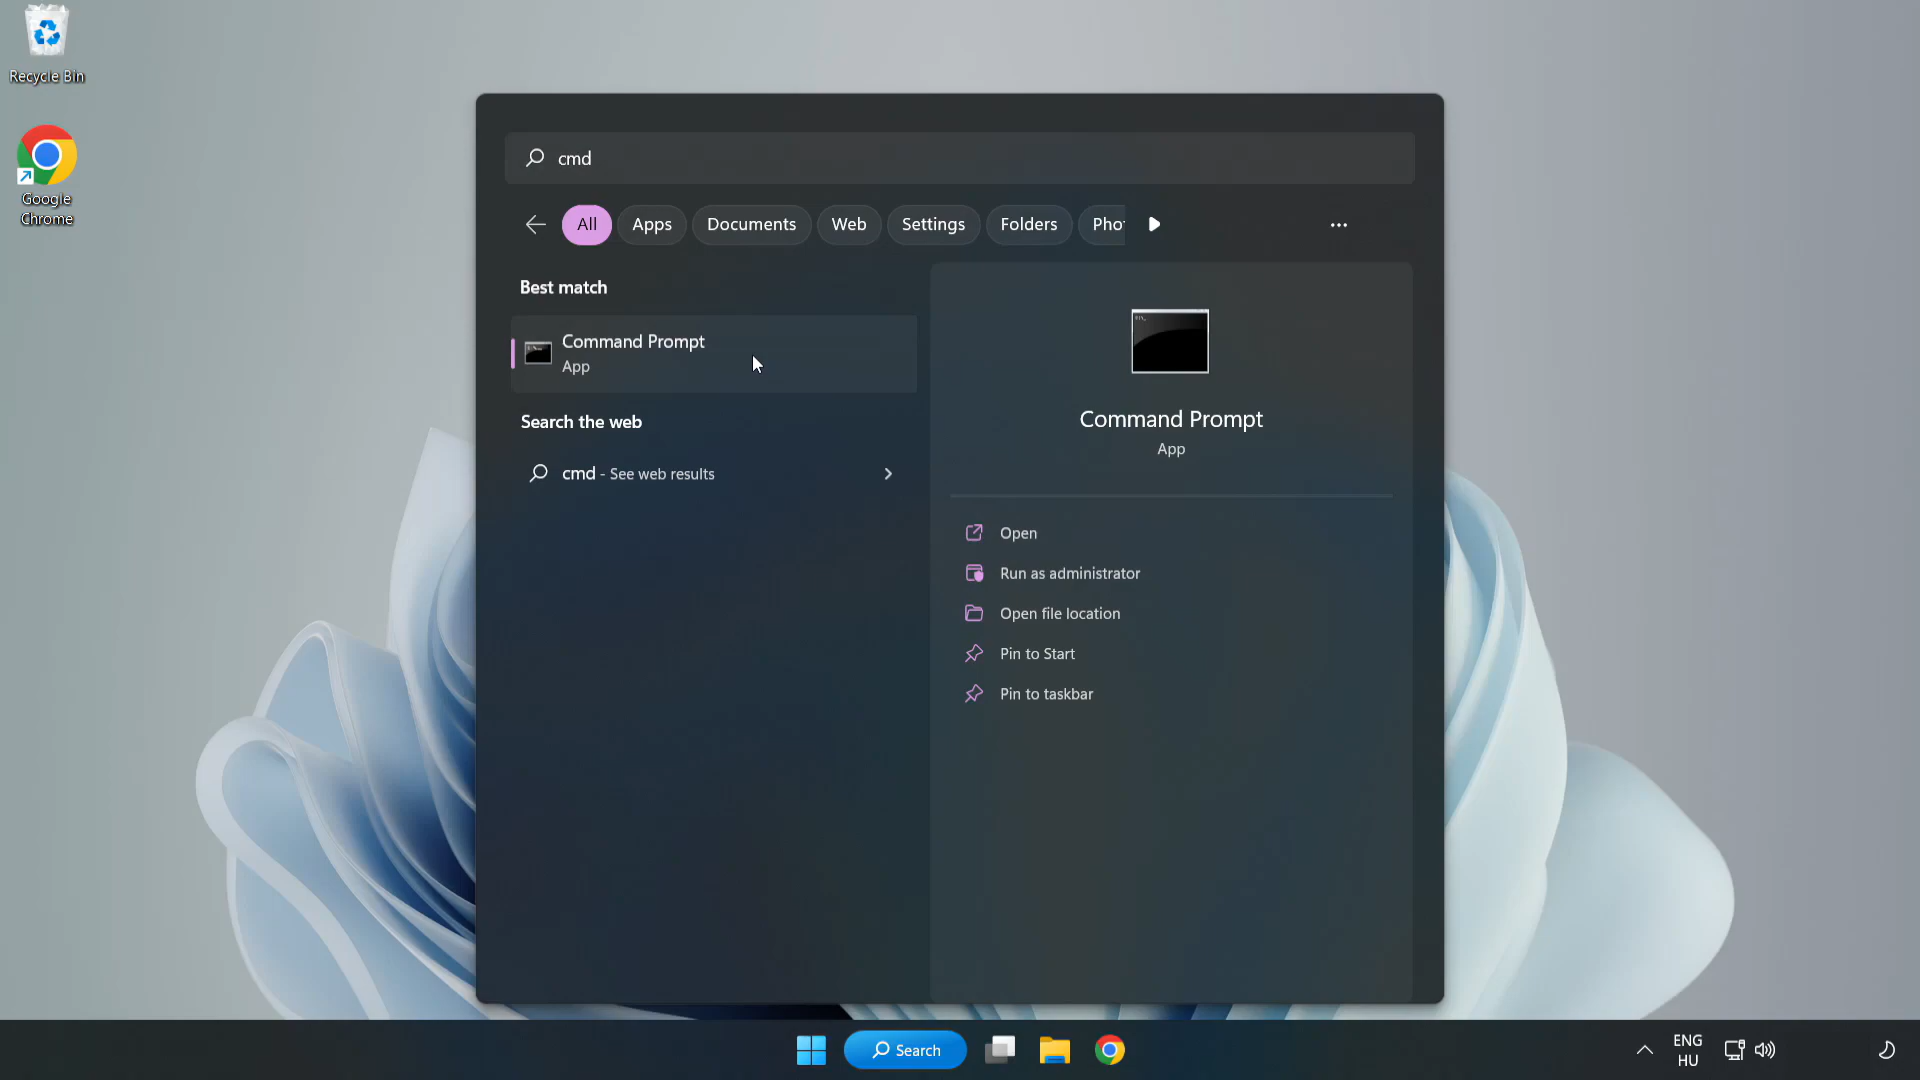 Recycle Bin
Google
Chrome
cmd
All Apps Documents Web Settings Folders Pho
Best match
Command Prompt
App
Search the web
cmd - See web results
Command Prompt
App
Open
Run as administrator
Open file location
Pin to Start
Pin to taskbar
Search
ENG
HU